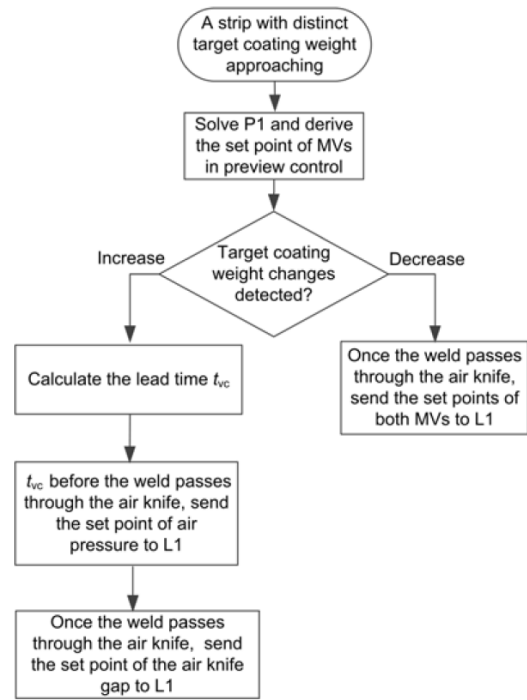 A strip with distinct
target coating weight
approaching
Solve P1 and derive
the set point of MVs
in preview control
Increase
Target coating
weight changes
detected?
Decrease
Calculate the lead time tvc
Once the weld passes
through the air knife,
send the set points of
both MVs to L1
tvc before the weld passes
through the air knife, send
the set point of air
pressure to L1
Once the weld passes
through the air knife, send
the set point of the air knife
gap to L1